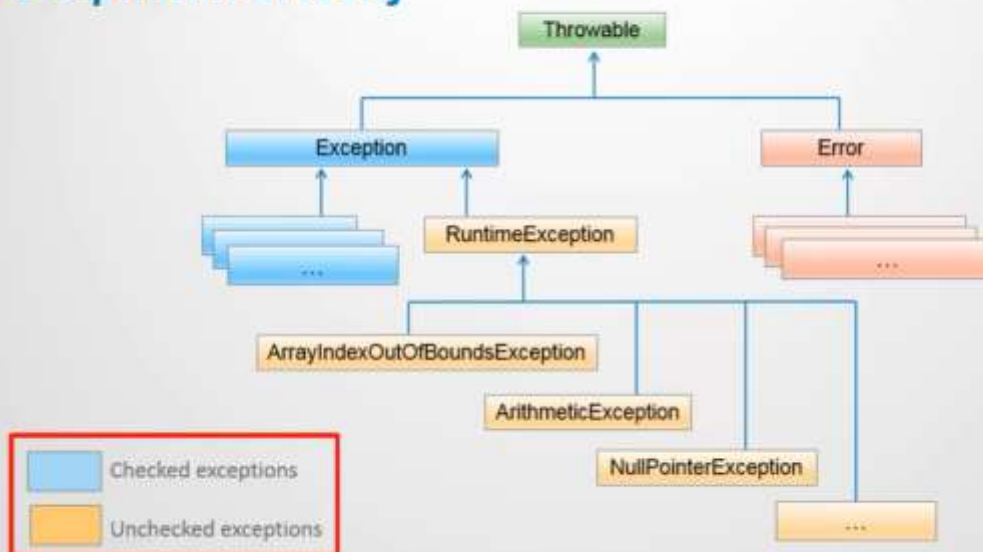 Throwable
Exception
Error
...
RuntimeException
...
ArrayIndexOutOfBoundsException
ArithmeticException
NullPointerException
...
Checked exceptions
Unchecked exceptions